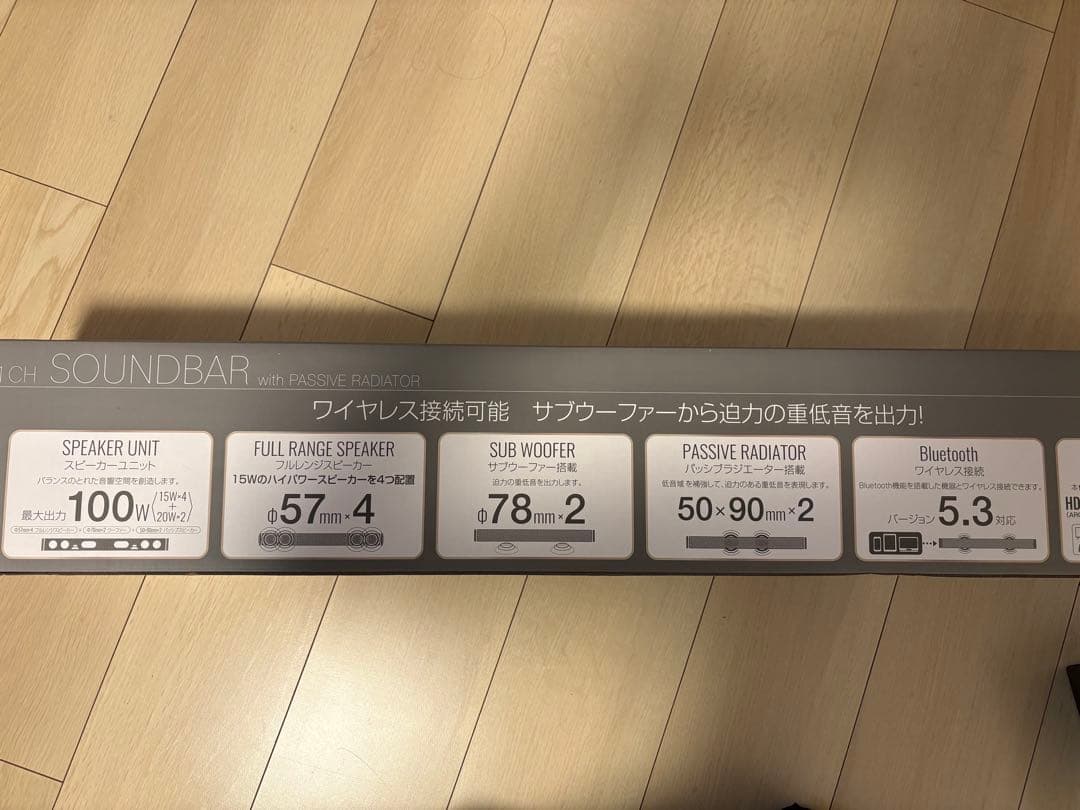 1CH SOUNDBAR with PASSIVE RADIATOR
ワイヤレス接続可能 サブウーファーから迫力の重低音を出力!
SPEAKER UNIT
スピーカーユニット
バランスのとれた音響空間を創造します。
最大出力 100W (15W×4 + 20W×2)
FULL RANGE SPEAKER
フルレンジスピーカー
15Wのハイパワースピーカーを4つ配置
Φ57mm×4
SUB WOOFER
サブウーファー搭載
迫力の重低音を出力します。
Φ78mm×2
PASSIVE RADIATOR
パッシブラジエーター搭載
低音域を補強して、迫力のある重低音を表現します。
50×90mm×2
Bluetooth
ワイヤレス接続
Bluetooth機能を搭載した機器とワイヤレス接続できます。
バージョン 5.3 対応
HD